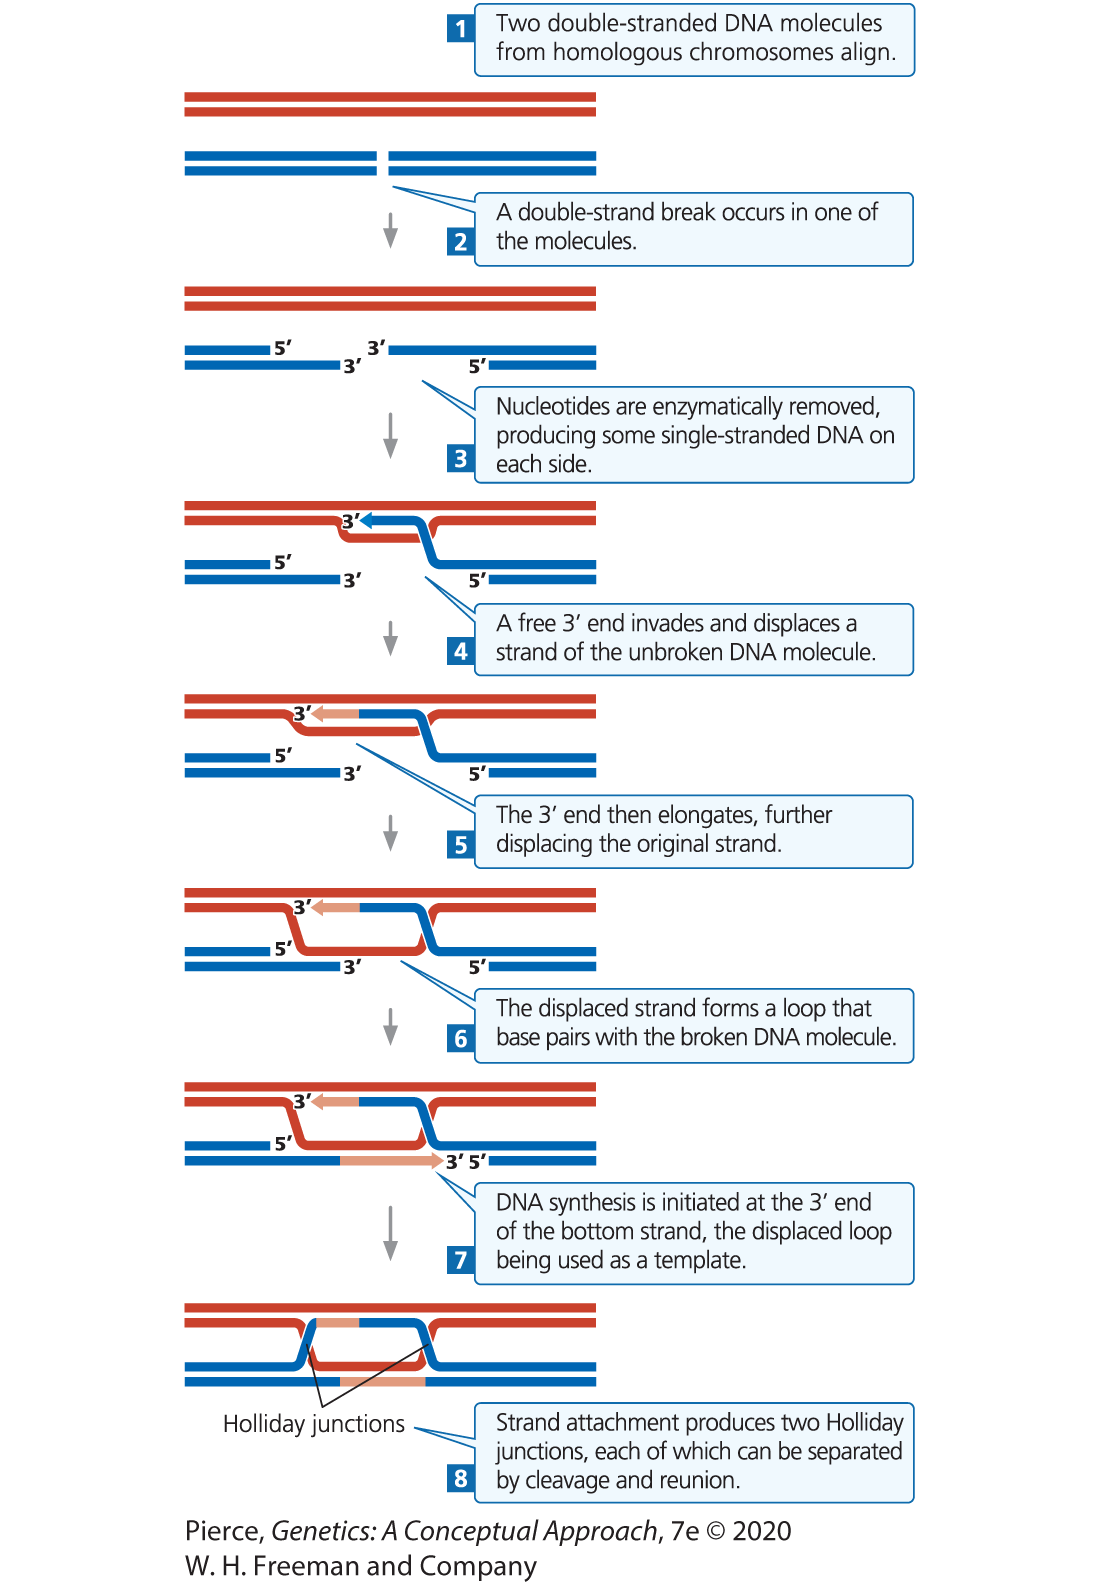 1
Two double-stranded DNA molecules
from homologous chromosomes align.
A double-strand break occurs in one of
2
the molecules.
5′ 3′
3′ 5′
Nucleotides are enzymatically removed,
producing some single-stranded DNA on
3
each side.
3′
5′
3′ 5′
A free 3′ end invades and displaces a
4
strand of the unbroken DNA molecule.
3′
5′
3′ 5′
The 3′ end then elongates, further
5
displacing the original strand.
3′
5′
3′ 5′
The displaced strand forms a loop that
6
base pairs with the broken DNA molecule.
3′
5′
3′ 5′
DNA synthesis is initiated at the 3′ end
of the bottom strand, the displaced loop
7
being used as a template.
Holliday junctions
Strand attachment produces two Holliday
junctions, each of which can be separated
8
by cleavage and reunion.
Pierce, Genetics: A Conceptual Approach, 7e © 2020
W. H. Freeman and Company